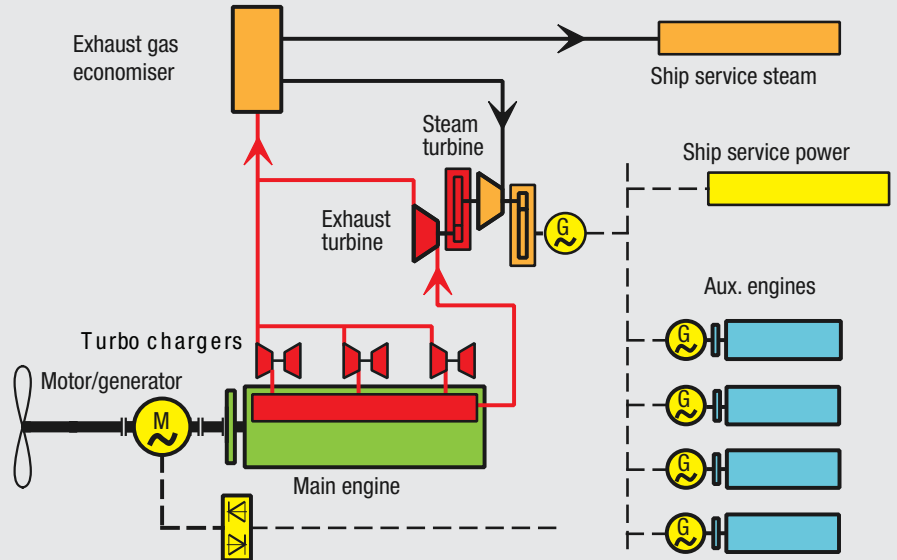 Exhaust gas
economiser
Ship service steam
Steam
turbine
Ship service power
Exhaust
turbine
G
Aux. engines
Turbo chargers
G
Motor/generator
M
G
G
Main engine
G